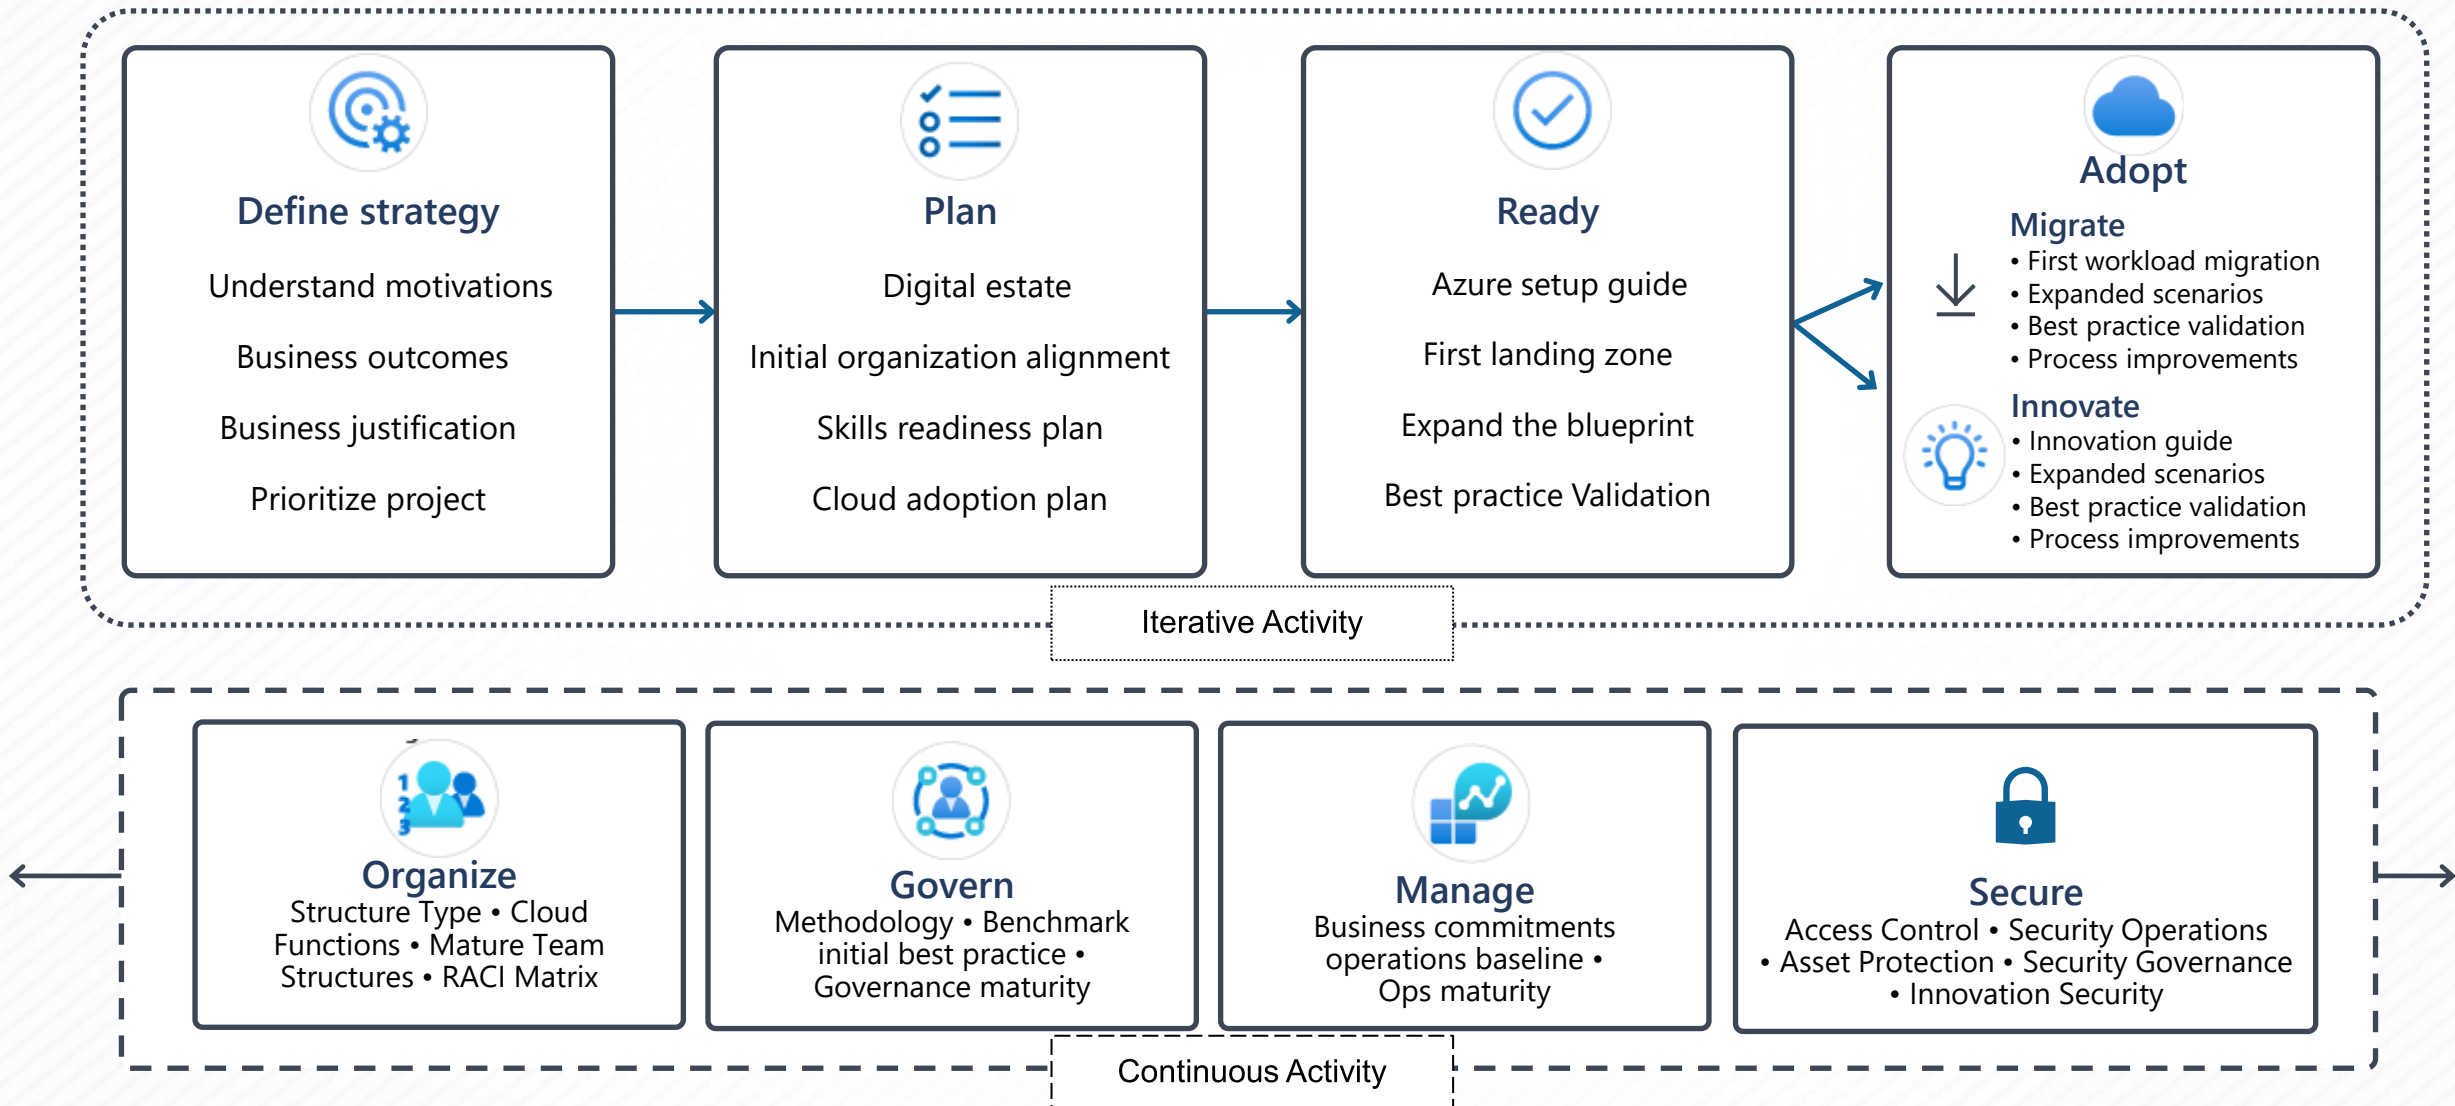 Define strategy
Understand motivations
Business outcomes
Business justification
Prioritize project
Plan
Digital estate
Initial organization alignment
Skills readiness plan
Cloud adoption plan
Ready
Azure setup guide
First landing zone
Expand the blueprint
Best practice Validation
Adopt
Migrate
• First workload migration
• Expanded scenarios
• Best practice validation
• Process improvements
Innovate
• Innovation guide
• Expanded scenarios
• Best practice validation
• Process improvements
Iterative Activity
1
2
3
Organize
Structure Type • Cloud
Functions • Mature Team
Structures • RACI Matrix
Govern
Methodology • Benchmark
initial best practice •
Governance maturity
Manage
Business commitments
operations baseline •
Ops maturity
Secure
Access Control • Security Operations
• Asset Protection • Security Governance
• Innovation Security
Continuous Activity